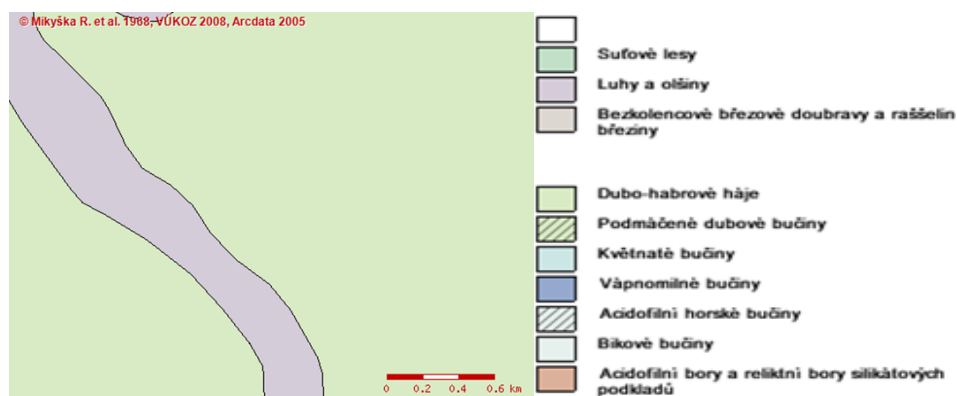 © Mikyška R. et al. 1988, VÚKOZ 2008, Arcdata 2005
Suťové lesy
Luhy a olšiny
Bezkolencové březové doubravy a rašselin
březiny
Dubo-habrové háje
Podmáčené dubové bučiny
Květnaté bučiny
Vápnomilné bučiny
Acidofilní horské bučiny
Bikové bučiny
Acidofilní bory a reliktní bory silikátových
podkladů
0 0.2 0.4 0.6 km